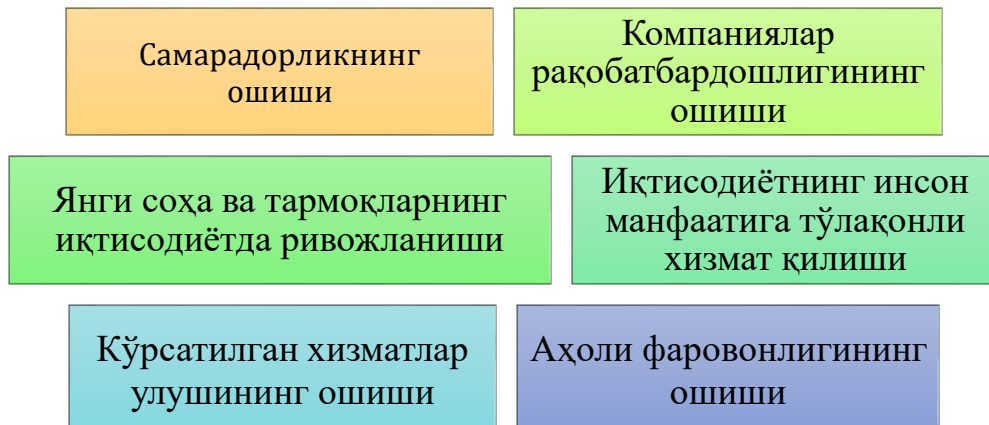 Самарадорликнинг
ошиши
Компаниялар
рақобатбардошлигининг
ошиши
Янги соҳа ва тармоқларнинг
иқтисодиётда ривожланиши
Иқтисодиётнинг инсон
манфаатига тўлақонли
хизмат қилиши
Кўрсатилган хизматлар
улушининг ошиши
Аҳоли фаровонлигининг
ошиши